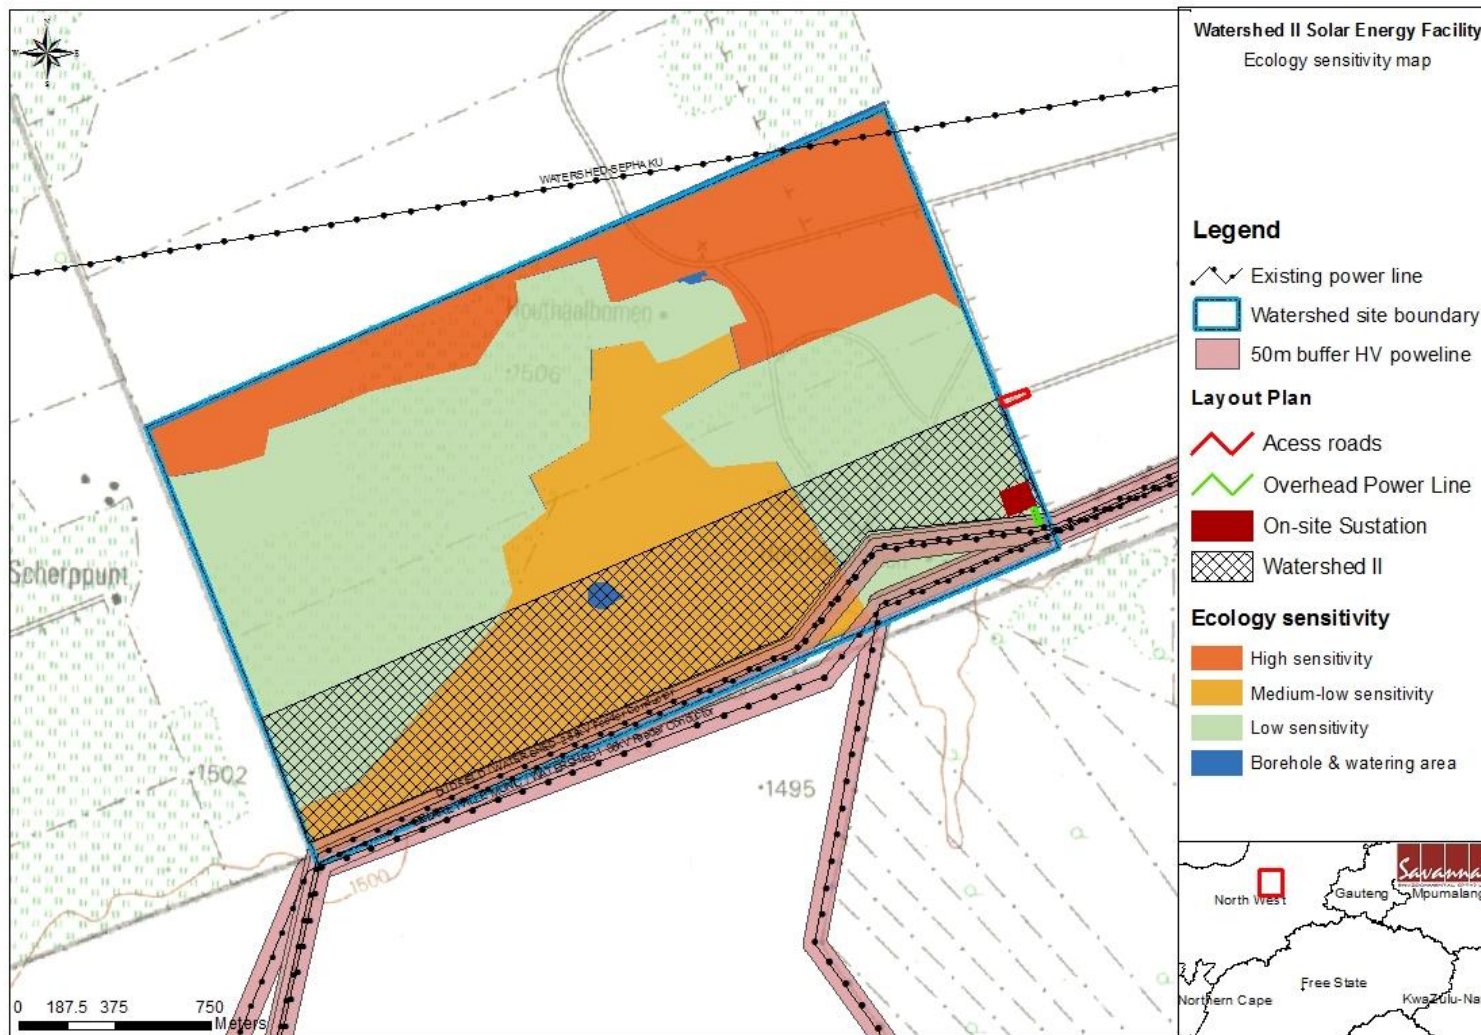 Watershed II Solar Energy Facility
Ecology sensitivity map
N
W
E
S
WATERSHED-SEPHAKU
Houthaalbomen
1506
Scherppunt
1502
1495
1500
0 187.5 375 750
Meters
Legend
Existing power line
Watershed site boundary
50m buffer HV poweline
Layout Plan
Acess roads
Overhead Power Line
On-site Sustation
Watershed II
Ecology sensitivity
High sensitivity
Medium-low sensitivity
Low sensitivity
Borehole & watering area
Savanna
North West
Gauteng
Mpumalang
Free State
Northern Cape
KwaZulu-Na